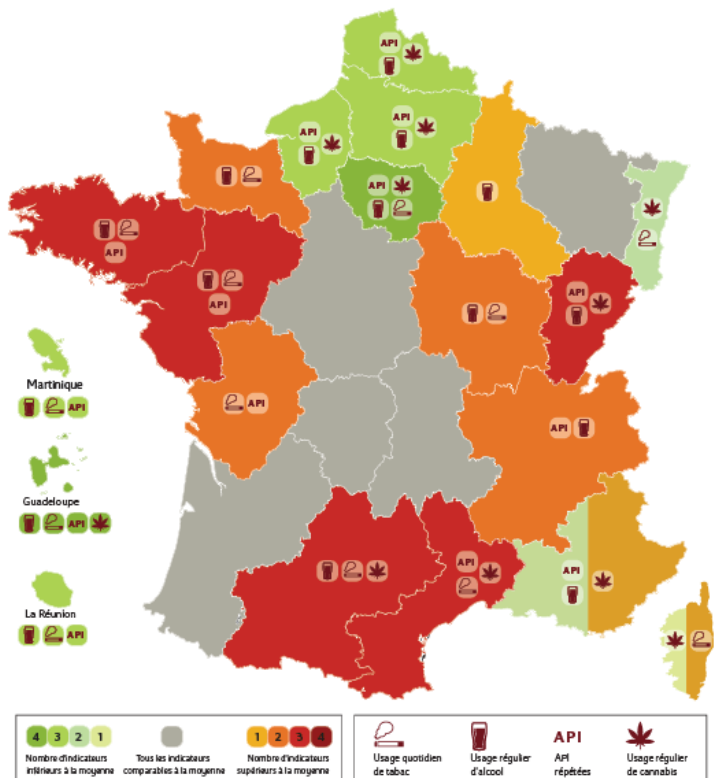 API
API
API
API
API
API
API
API
API
API
API
Martinique
API
Guadeloupe
API
La Réunion
API
4 3 2 1
1 2 3 4
Nombre d'indicateurs
inférieurs à la moyenne
Tous les indicateurs
comparables à la moyenne
Nombre d'indicateurs
supérieurs à la moyenne
Usage quotidien
de tabac
Usage régulier
d'alcool
API
API
répétées
Usage régulier
de cannabis